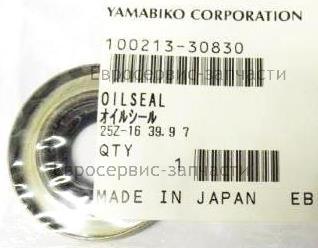 YAMABIKO CORPORATION
100213-30830
Евросервис-запчасти
OILSEAL
オイルシール
25Z-16 39.9 7
QTY 1
Евросервис-запчасти
MADE IN JAPAN EB